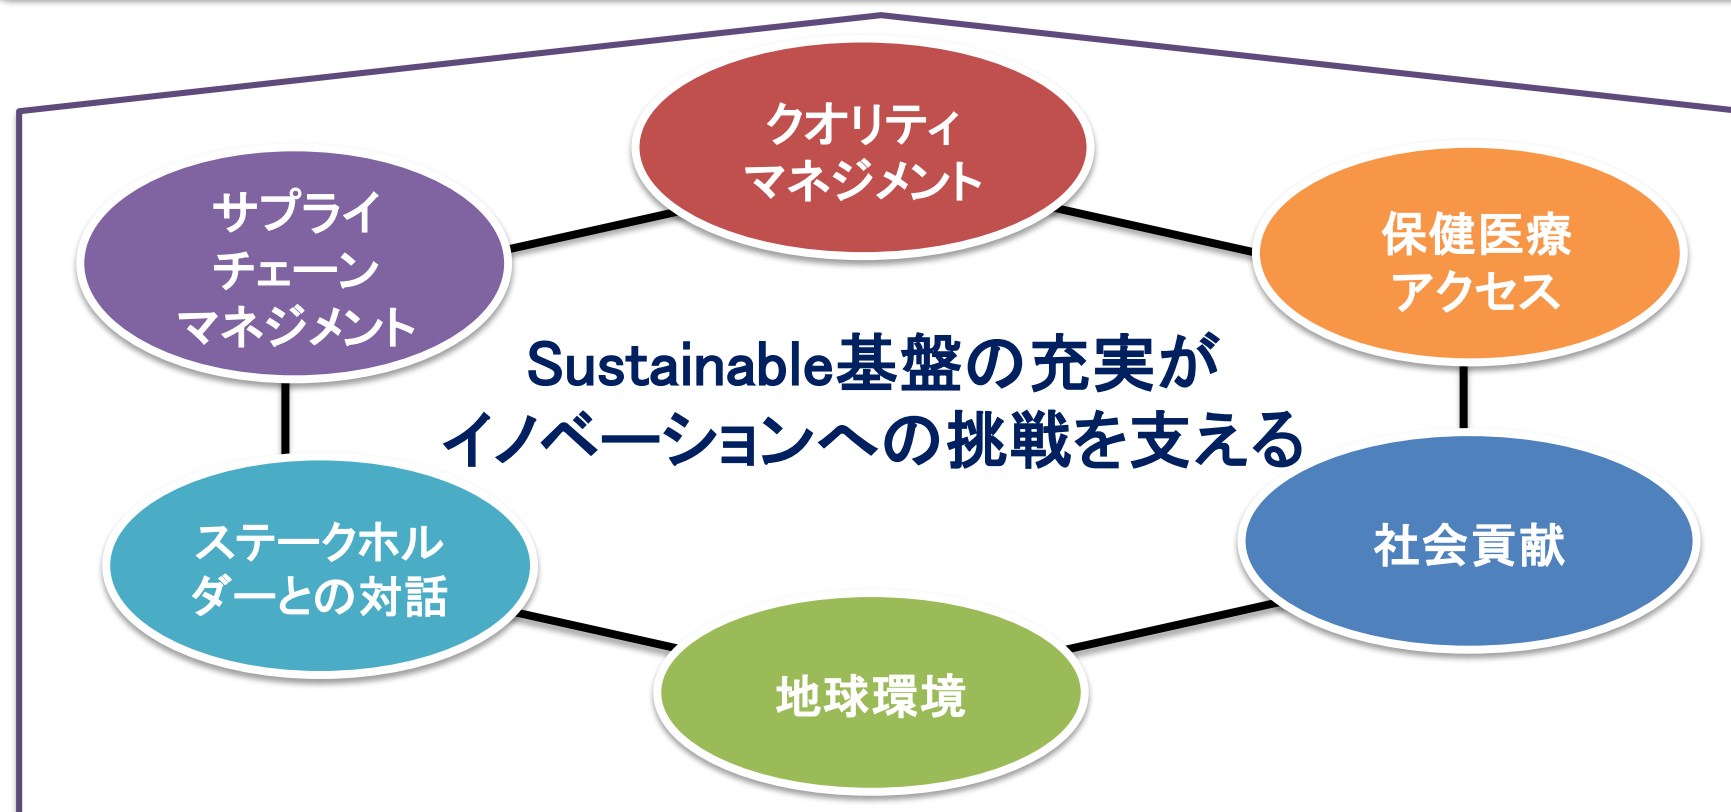 クオリティ
マネジメント
サプライ
チェーン
マネジメント
保健医療
アクセス
Sustainable基盤の充実が
イノベーションへの挑戦を支える
ステークホル
ダーとの対話
社会貢献
地球環境